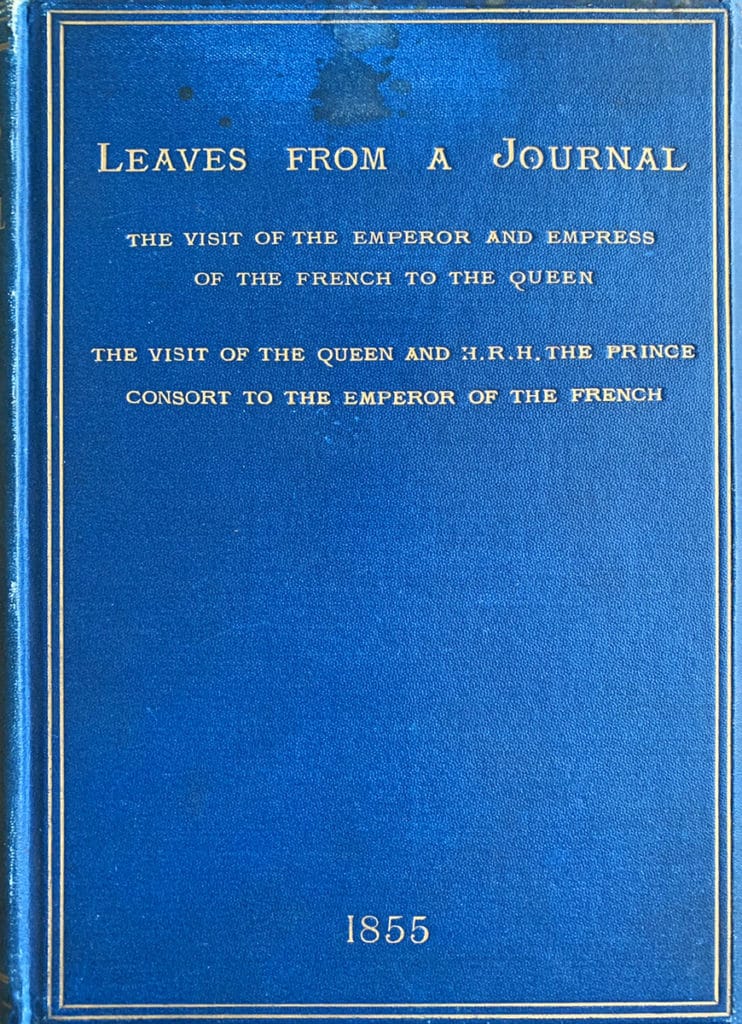 LEAVES FROM A JOURNAL
THE VISIT OF THE EMPEROR AND EMPRESS
OF THE FRENCH TO THE QUEEN
THE VISIT OF THE QUEEN AND H.R.H. THE PRINCE
CONSORT TO THE EMPEROR OF THE FRENCH
1855